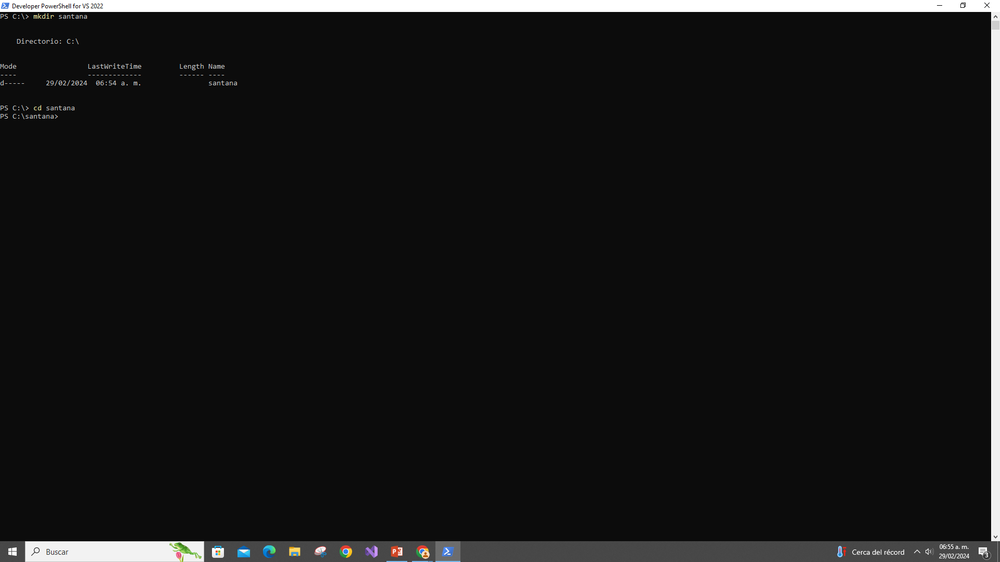 Developer PowerShell for VS 2022
PS C:\> mkdir santana
Directorio: C:\
Mode                 LastWriteTime         Length Name
----                 -------------         ------ ----
d-----     29/02/2024  06:54 a. m.                santana
PS C:\> cd santana
PS C:\santana>
Buscar
Cerca del récord
06:55 a. m.
29/02/2024
3